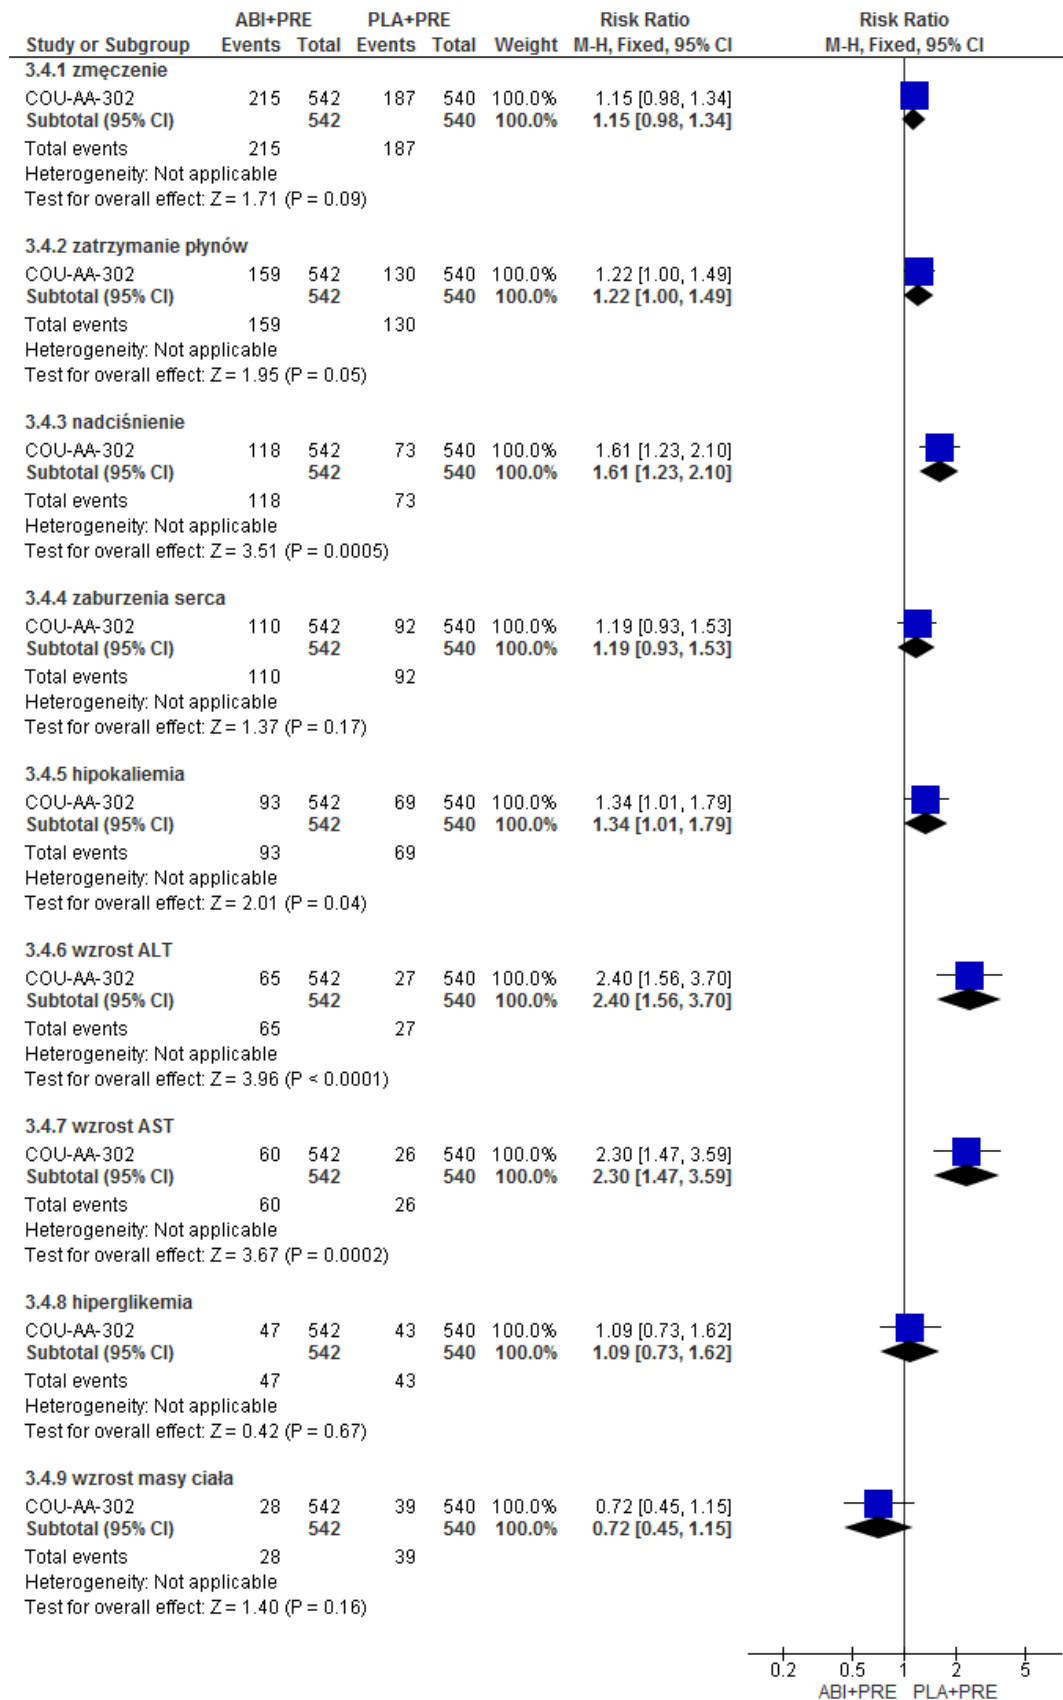 ABI+PRE PLA+PRE Risk Ratio Risk Ratio
Study or Subgroup Events Total Events Total Weight M-H, Fixed, 95% CI M-H, Fixed, 95% CI
3.4.1 zmęczenie
COU-AA-302 215 542 187 540 100.0% 1.15 [0.98, 1.34]
Subtotal (95% CI) 542 540 100.0% 1.15 [0.98, 1.34]
Total events 215 187
Heterogeneity: Not applicable
Test for overall effect: Z = 1.71 (P = 0.09)
3.4.2 zatrzymanie płynów
COU-AA-302 159 542 130 540 100.0% 1.22 [1.00, 1.49]
Subtotal (95% CI) 542 540 100.0% 1.22 [1.00, 1.49]
Total events 159 130
Heterogeneity: Not applicable
Test for overall effect: Z = 1.95 (P = 0.05)
3.4.3 nadciśnienie
COU-AA-302 118 542 73 540 100.0% 1.61 [1.23, 2.10]
Subtotal (95% CI) 542 540 100.0% 1.61 [1.23, 2.10]
Total events 118 73
Heterogeneity: Not applicable
Test for overall effect: Z = 3.51 (P = 0.0005)
3.4.4 zaburzenia serca
COU-AA-302 110 542 92 540 100.0% 1.19 [0.93, 1.53]
Subtotal (95% CI) 542 540 100.0% 1.19 [0.93, 1.53]
Total events 110 92
Heterogeneity: Not applicable
Test for overall effect: Z = 1.37 (P = 0.17)
3.4.5 hipokaliemia
COU-AA-302 93 542 69 540 100.0% 1.34 [1.01, 1.79]
Subtotal (95% CI) 542 540 100.0% 1.34 [1.01, 1.79]
Total events 93 69
Heterogeneity: Not applicable
Test for overall effect: Z = 2.01 (P = 0.04)
3.4.6 wzrost ALT
COU-AA-302 65 542 27 540 100.0% 2.40 [1.56, 3.70]
Subtotal (95% CI) 542 540 100.0% 2.40 [1.56, 3.70]
Total events 65 27
Heterogeneity: Not applicable
Test for overall effect: Z = 3.96 (P < 0.0001)
3.4.7 wzrost AST
COU-AA-302 60 542 26 540 100.0% 2.30 [1.47, 3.59]
Subtotal (95% CI) 542 540 100.0% 2.30 [1.47, 3.59]
Total events 60 26
Heterogeneity: Not applicable
Test for overall effect: Z = 3.67 (P = 0.0002)
3.4.8 hiperglikemia
COU-AA-302 47 542 43 540 100.0% 1.09 [0.73, 1.62]
Subtotal (95% CI) 542 540 100.0% 1.09 [0.73, 1.62]
Total events 47 43
Heterogeneity: Not applicable
Test for overall effect: Z = 0.42 (P = 0.67)
3.4.9 wzrost masy ciała
COU-AA-302 28 542 39 540 100.0% 0.72 [0.45, 1.15]
Subtotal (95% CI) 542 540 100.0% 0.72 [0.45, 1.15]
Total events 28 39
Heterogeneity: Not applicable
Test for overall effect: Z = 1.40 (P = 0.16)
0.2 0.5 1 2 5
ABI+PRE PLA+PRE